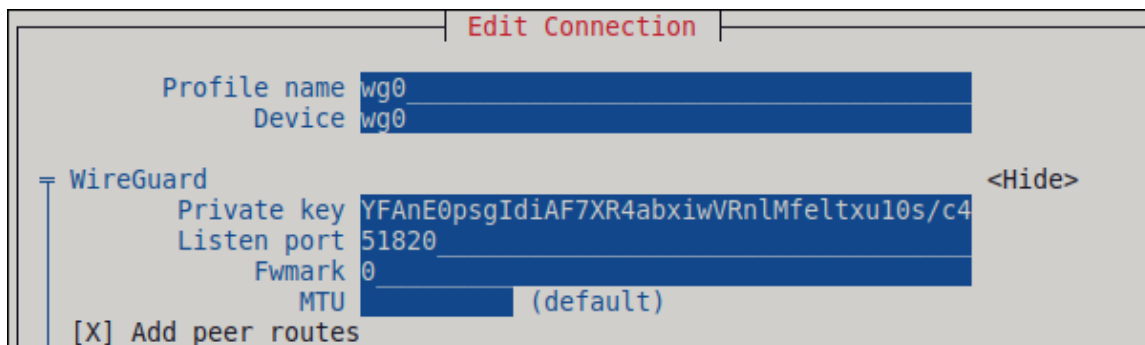 Edit Connection
Profile name wg0
Device wg0
WireGuard <Hide>
Private key YFAnE0psgIdiAF7XR4abxiwVRnlMfeltxu10s/c4
Listen port 51820
Fwmark 0
MTU (default)
[X] Add peer routes